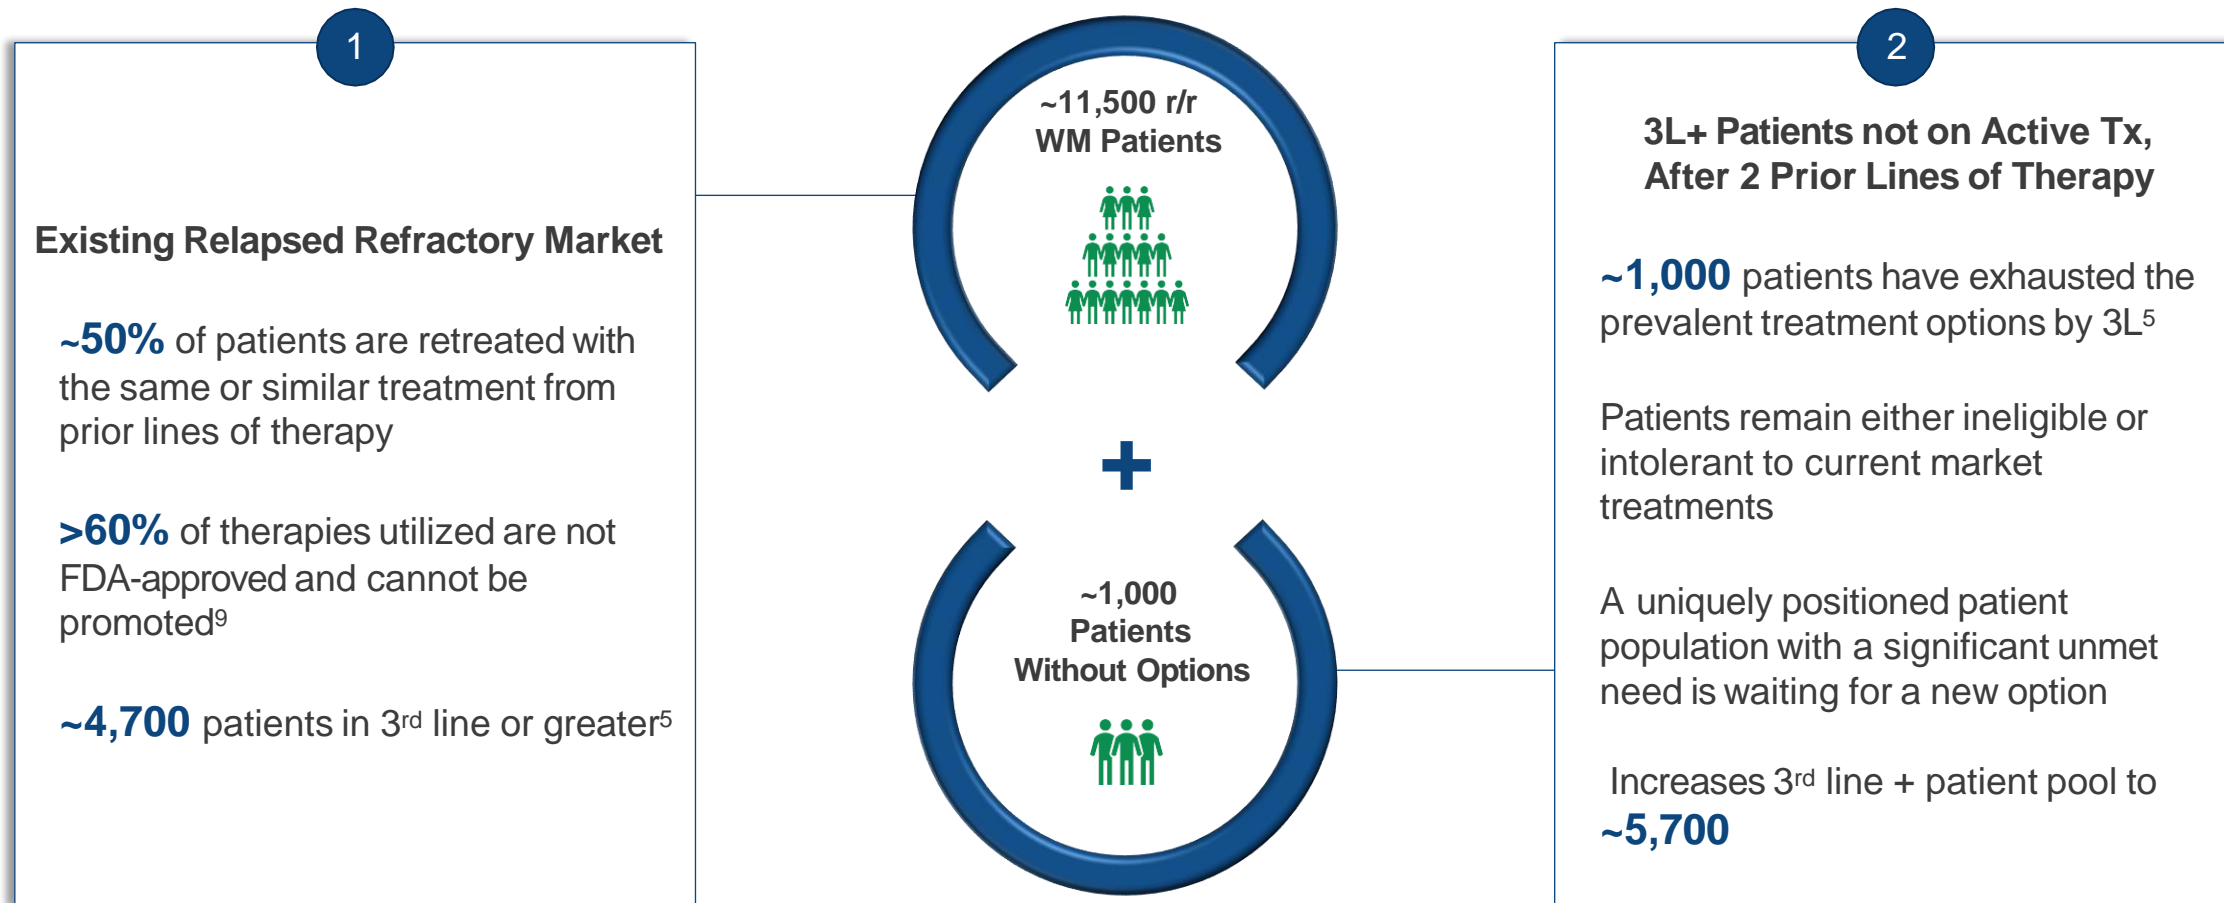 1
Existing Relapsed Refractory Market
~50% of patients are retreated with
the same or similar treatment from
prior lines of therapy
>60% of therapies utilized are not
FDA-approved and cannot be
promoted9
~4,700 patients in 3rd line or greater5
~11,500 r/r
WM Patients
+
~1,000
Patients
Without Options
2
3L+ Patients not on Active Tx,
After 2 Prior Lines of Therapy
~1,000 patients have exhausted the
prevalent treatment options by 3L5
Patients remain either ineligible or
intolerant to current market
treatments
A uniquely positioned patient
population with a significant unmet
need is waiting for a new option
Increases 3rd line + patient pool to
~5,700